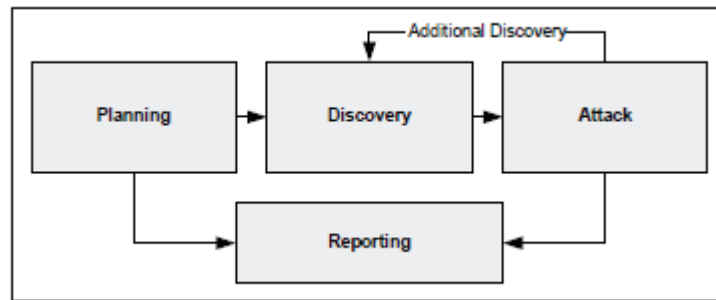 Additional Discovery
Planning
Discovery
Attack
Reporting